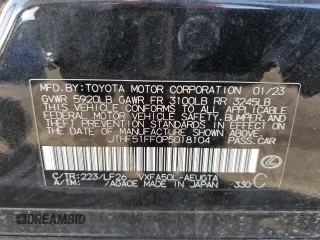 MFD.BY:TOYOTA MOTOR CORPORATION 01/23
GVWR 5920LB GAWR FR 3100LB RR 3245LB
THIS VEHICLE CONFORMS TO ALL APPLICABLE
FEDERAL MOTOR VEHICLE SAFETY,
BUMPER, AND THEFT PREVENTION STANDARDS
IN EFFECT ON THE DATE OF MANUFACTURE SHOWN ABOVE.
JTHF51FF0P5018104 PASS.CAR
C/TR:223/LF26 VXFA50L-AEUGTA
A/TM: /AGACE MADE IN JAPAN 330 C
DREAMBID